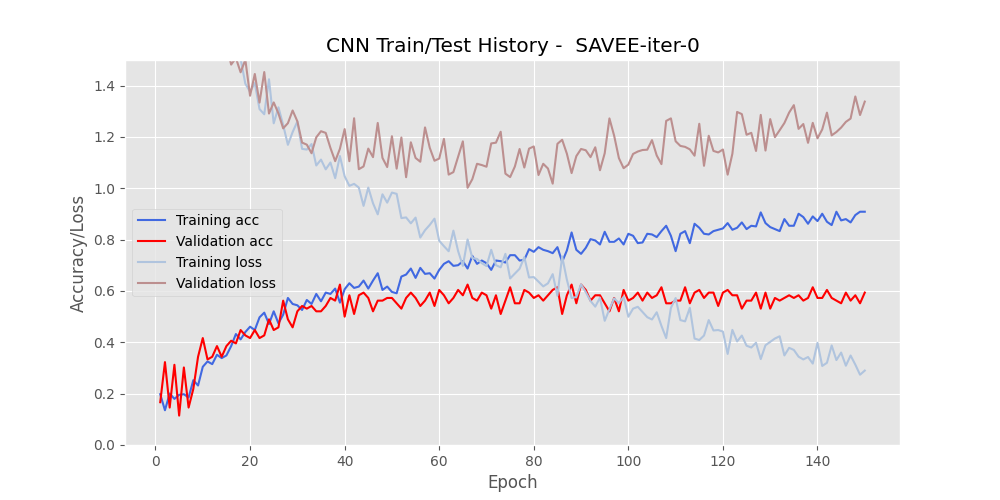 CNN Train/Test History -  SAVEE-iter-0
1.4
1.2
1.0
0.8
0.6
0.4
0.2
0.0
Accuracy/Loss
Training acc
Validation acc
Training loss
Validation loss
0 20 40 60 80 100 120 140
Epoch